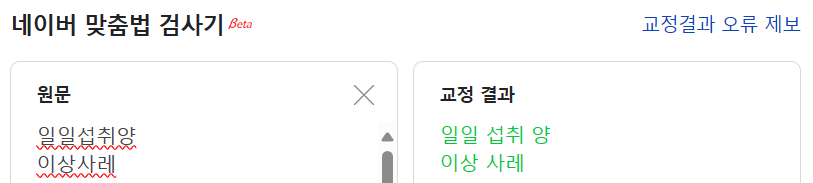 네이버 맞춤법 검사기 Beta 교정결과 오류 제보
원문
일일섭취양
이상사레
교정 결과
일일 섭취 양
이상 사레